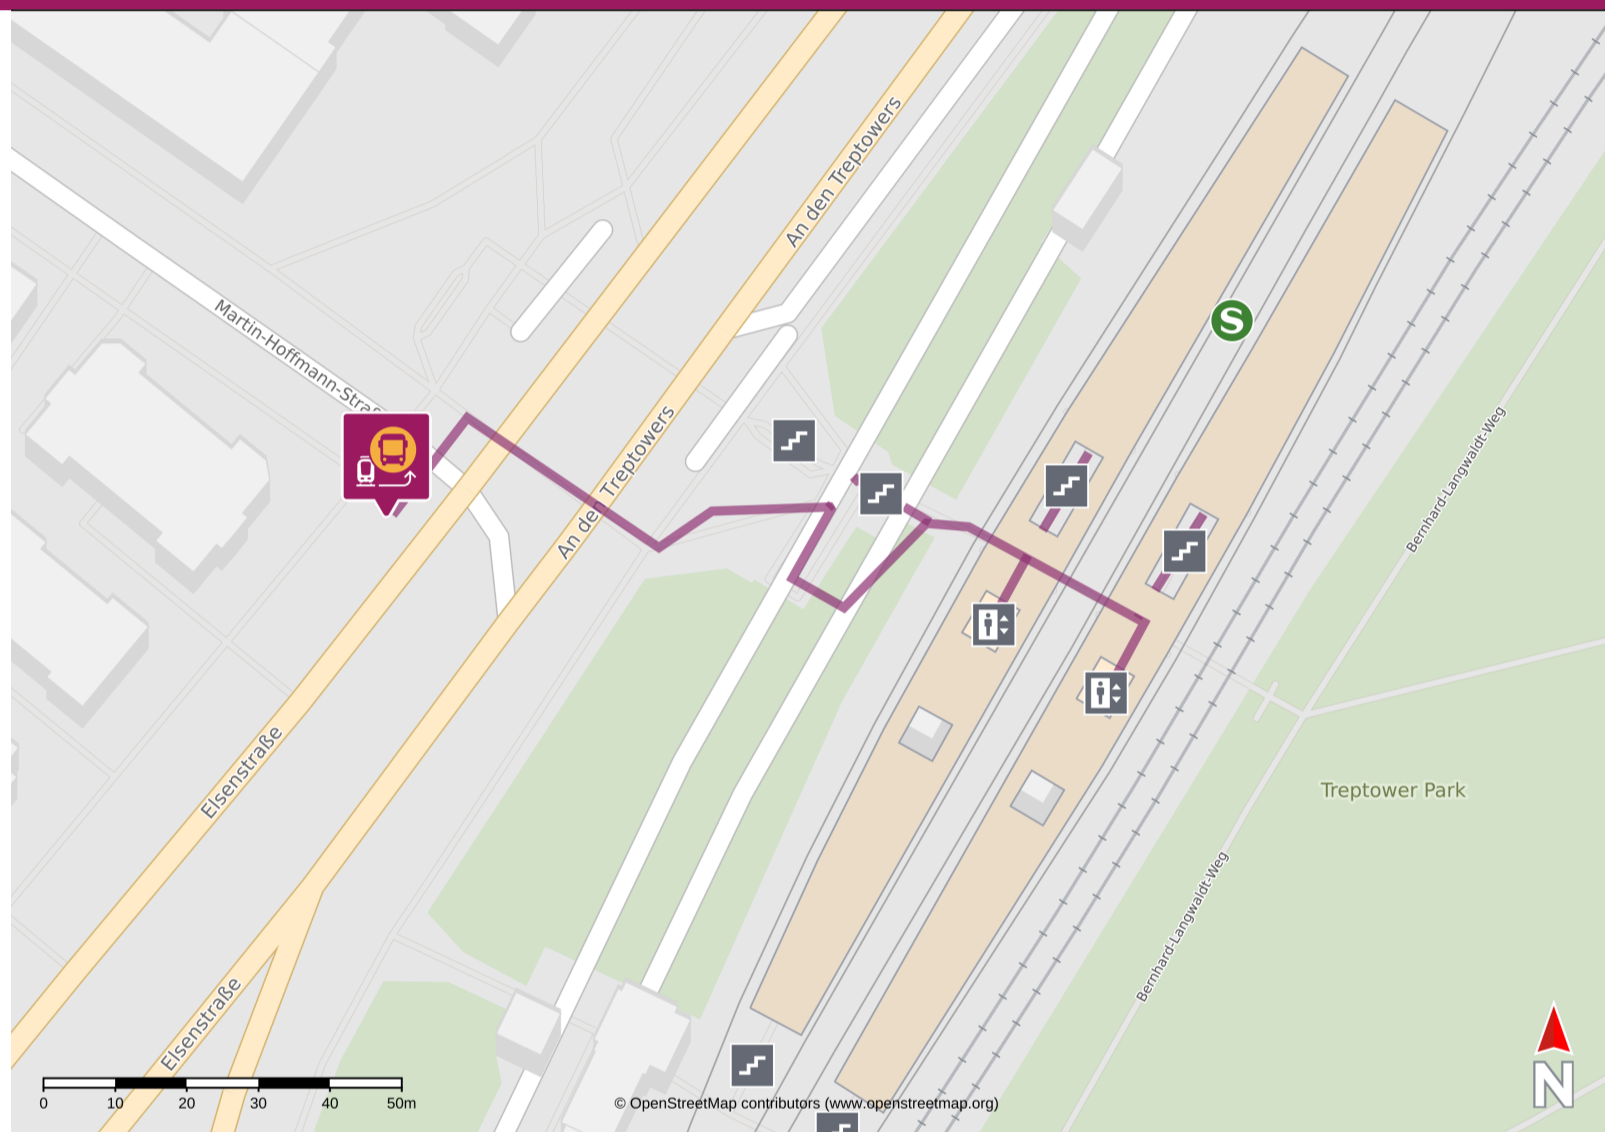 An den Treptowers
Martin-Hoffmann-Straß
S
An den Treptowers
Bernhard-Langwaldt-Weg
Elsenstraße
Treptower Park
Bernhard-Langwaldt-Weg
Elsenstraße
N
0 10 20 30 40 50m
© OpenStreetMap contributors (www.openstreetmap.org)